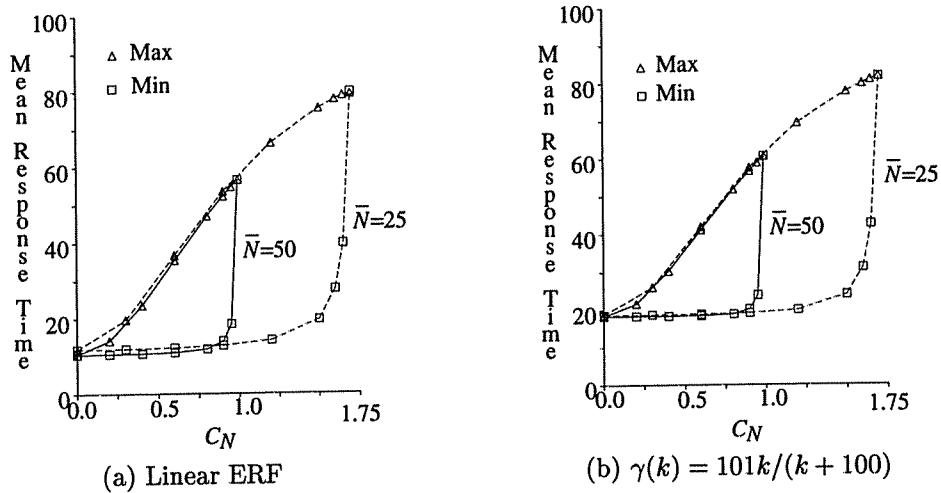 100
80
60
40
20
0
Mean Response Time
Max
Min
N̅=50
N̅=25
0.0
0.5
1.0
1.75
C_N
(a) Linear ERF
100
80
60
40
20
0
Mean Response Time
Max
Min
N̅=50
N̅=25
0.0
0.5
1.0
1.75
C_N
(b) γ(k) = 101k/(k + 100)